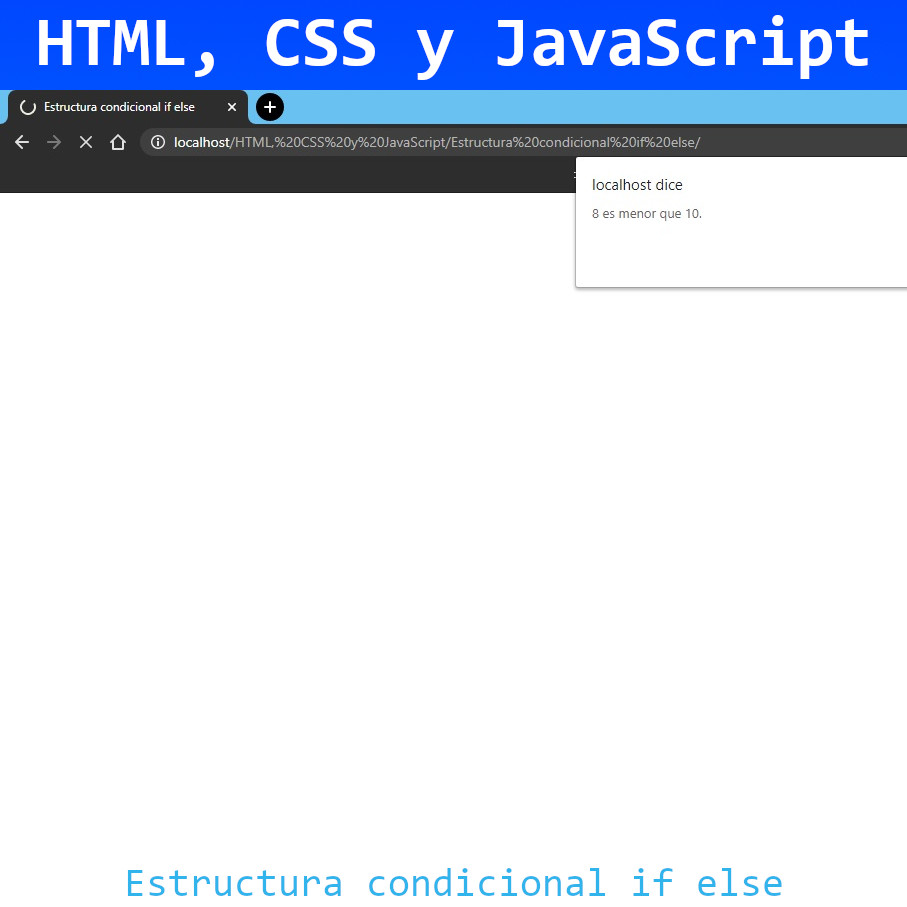 HTML, CSS y JavaScript
Estructura condicional if else
localhost/HTML,%20CSS%20y%20JavaScript/Estructura%20condicional%20if%20else/
localhost dice
8 es menor que 10.
Estructura condicional if else